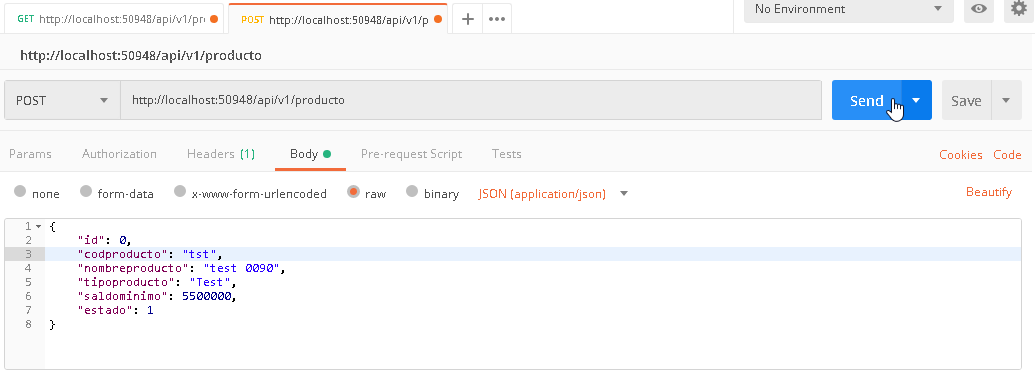 GET http://localhost:50948/api/v1/pro
POST http://localhost:50948/api/v1/p
No Environment
http://localhost:50948/api/v1/producto
POST http://localhost:50948/api/v1/producto Send Save
Params Authorization Headers (1) Body Pre-request Script Tests Cookies Code
none form-data x-www-form-urlencoded raw binary JSON (application/json) Beautify
1 {
2 "id": 0,
3 "codproducto": "tst",
4 "nombreproducto": "test 0090",
5 "tipoproducto": "Test",
6 "saldominimo": 5500000,
7 "estado": 1
8 }